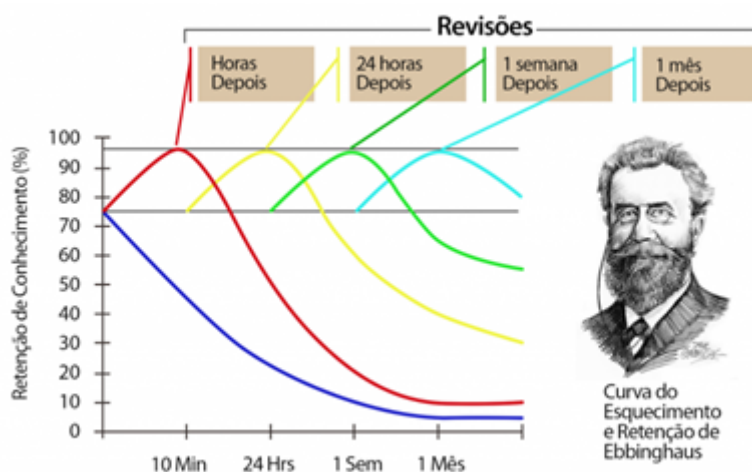 Revisões
Horas
Depois
24 horas
Depois
1 semana
Depois
1 mês
Depois
Retenção de Conhecimento (%)
100
90
80
75
60
50
40
30
20
10
0
10 Min
24 Hrs
1 Sem
1 Mês
Curva do
Esquecimento
e Retenção de
Ebbinghaus